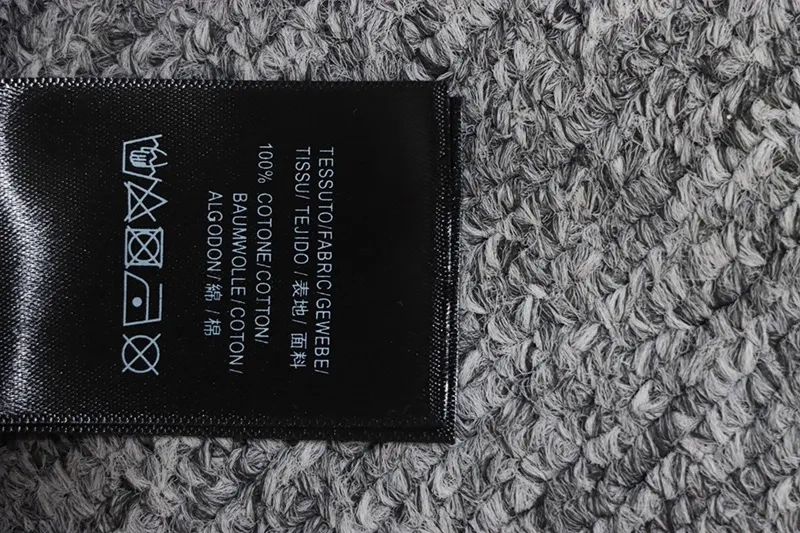 TESSUTO/FABRIC/GEWEBE/
TISSU/ TEJIDO / 表地 / 面料
100% COTONE/COTTON/
BAUMWOLLE / COTON/
ALGODON / 綿 / 棉